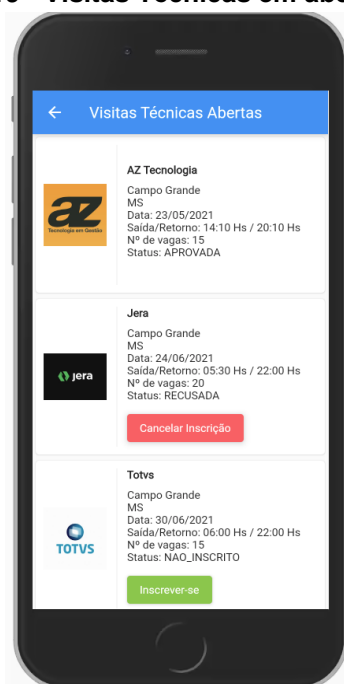 Visitas Técnicas em abe
Visitas Técnicas Abertas
az
Tecnologia em Gestão
AZ Tecnologia
Campo Grande
MS
Data: 23/05/2021
Saída/Retorno: 14:10 Hs / 20:10 Hs
Nº de vagas: 15
Status: APROVADA
jera
Jera
Campo Grande
MS
Data: 24/06/2021
Saída/Retorno: 05:30 Hs / 22:00 Hs
Nº de vagas: 20
Status: RECUSADA
Cancelar Inscrição
TOTVS
Totvs
Campo Grande
MS
Data: 30/06/2021
Saída/Retorno: 06:00 Hs / 22:00 Hs
Nº de vagas: 15
Status: NAO_INSCRITO
Inscrever-se